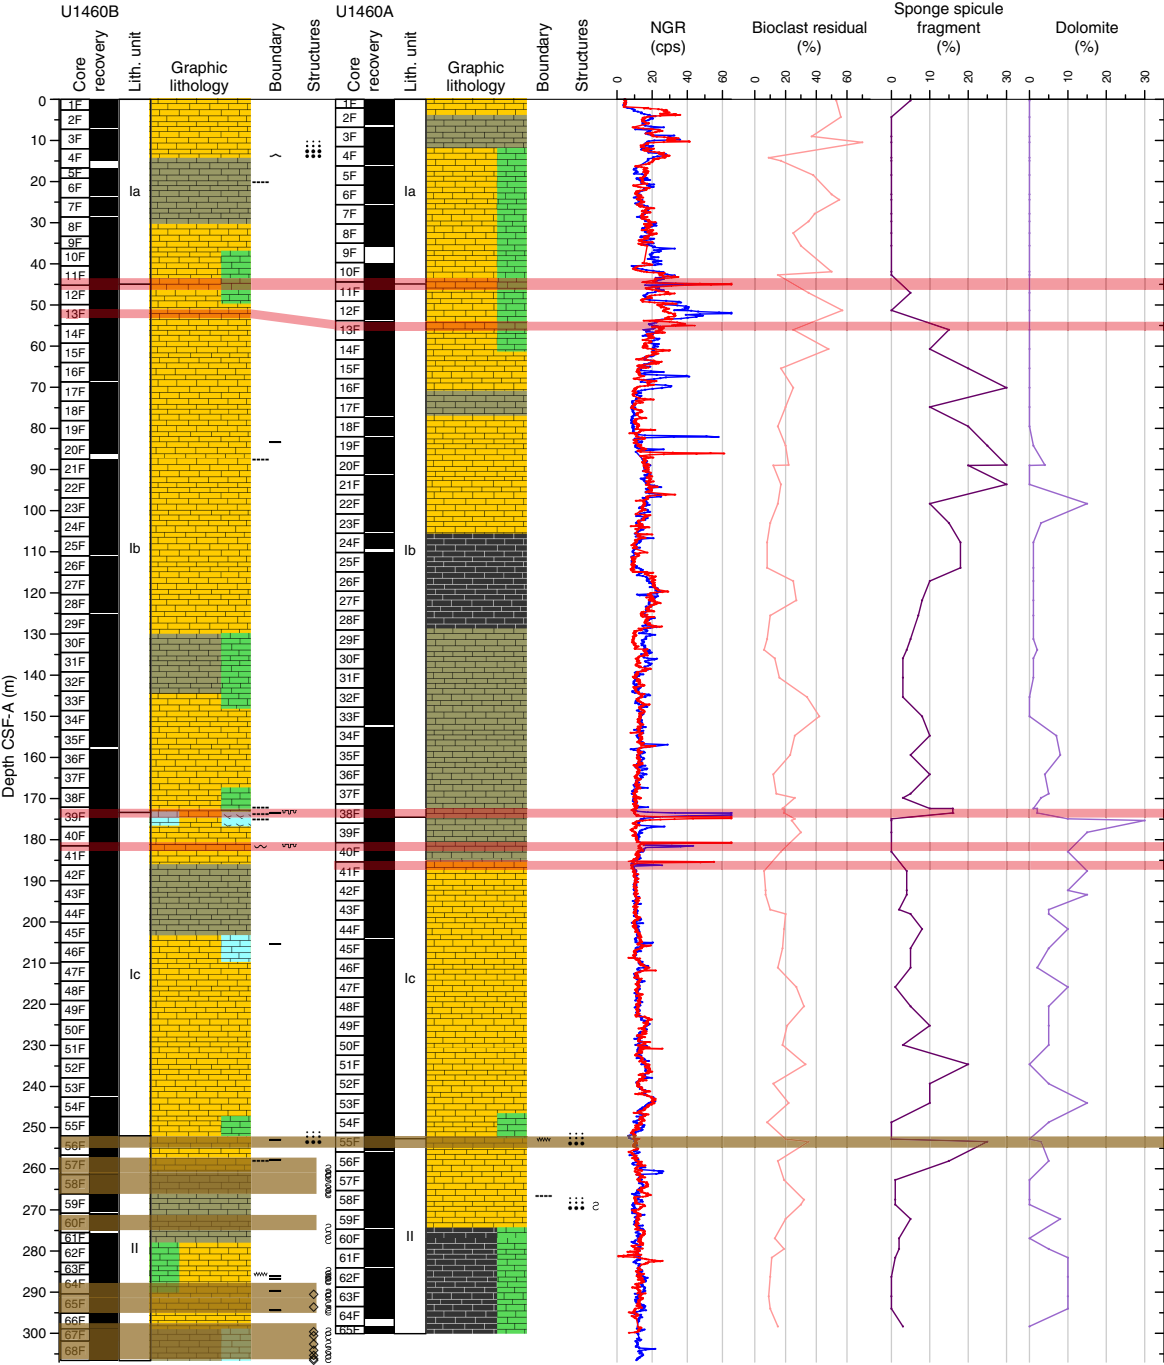 U1460B
U1460A
Core
recovery
Lith. unit
Graphic
lithology
Boundary
Structures
Core
recovery
Lith. unit
Graphic
lithology
Boundary
Structures
NGR
(cps)
Bioclast residual
(%)
Sponge spicule
fragment
(%)
Dolomite
(%)
0 20 40 60
0 20 40 60
0 10 20 30
0 10 20 30
Depth CSF-A (m)
0
10
20
30
40
50
60
70
80
90
100
110
120
130
140
150
160
170
180
190
200
210
220
230
240
250
260
270
280
290
300
1F
2F
3F
4F
5F
6F
7F
8F
9F
10F
11F
12F
13F
14F
15F
16F
17F
18F
19F
20F
21F
22F
23F
24F
25F
26F
27F
28F
29F
30F
31F
32F
33F
34F
35F
36F
37F
38F
39F
40F
41F
42F
43F
44F
45F
46F
47F
48F
49F
50F
51F
52F
53F
54F
55F
56F
57F
58F
59F
60F
61F
62F
63F
64F
65F
66F
67F
68F
Ia
Ib
Ic
II
1F
2F
3F
4F
5F
6F
7F
8F
9F
10F
11F
12F
13F
14F
15F
16F
17F
18F
19F
20F
21F
22F
23F
24F
25F
26F
27F
28F
29F
30F
31F
32F
33F
34F
35F
36F
37F
38F
39F
40F
41F
42F
43F
44F
45F
46F
47F
48F
49F
50F
51F
52F
53F
54F
55F
56F
57F
58F
59F
60F
61F
62F
63F
64F
65F
Ia
Ib
Ic
II